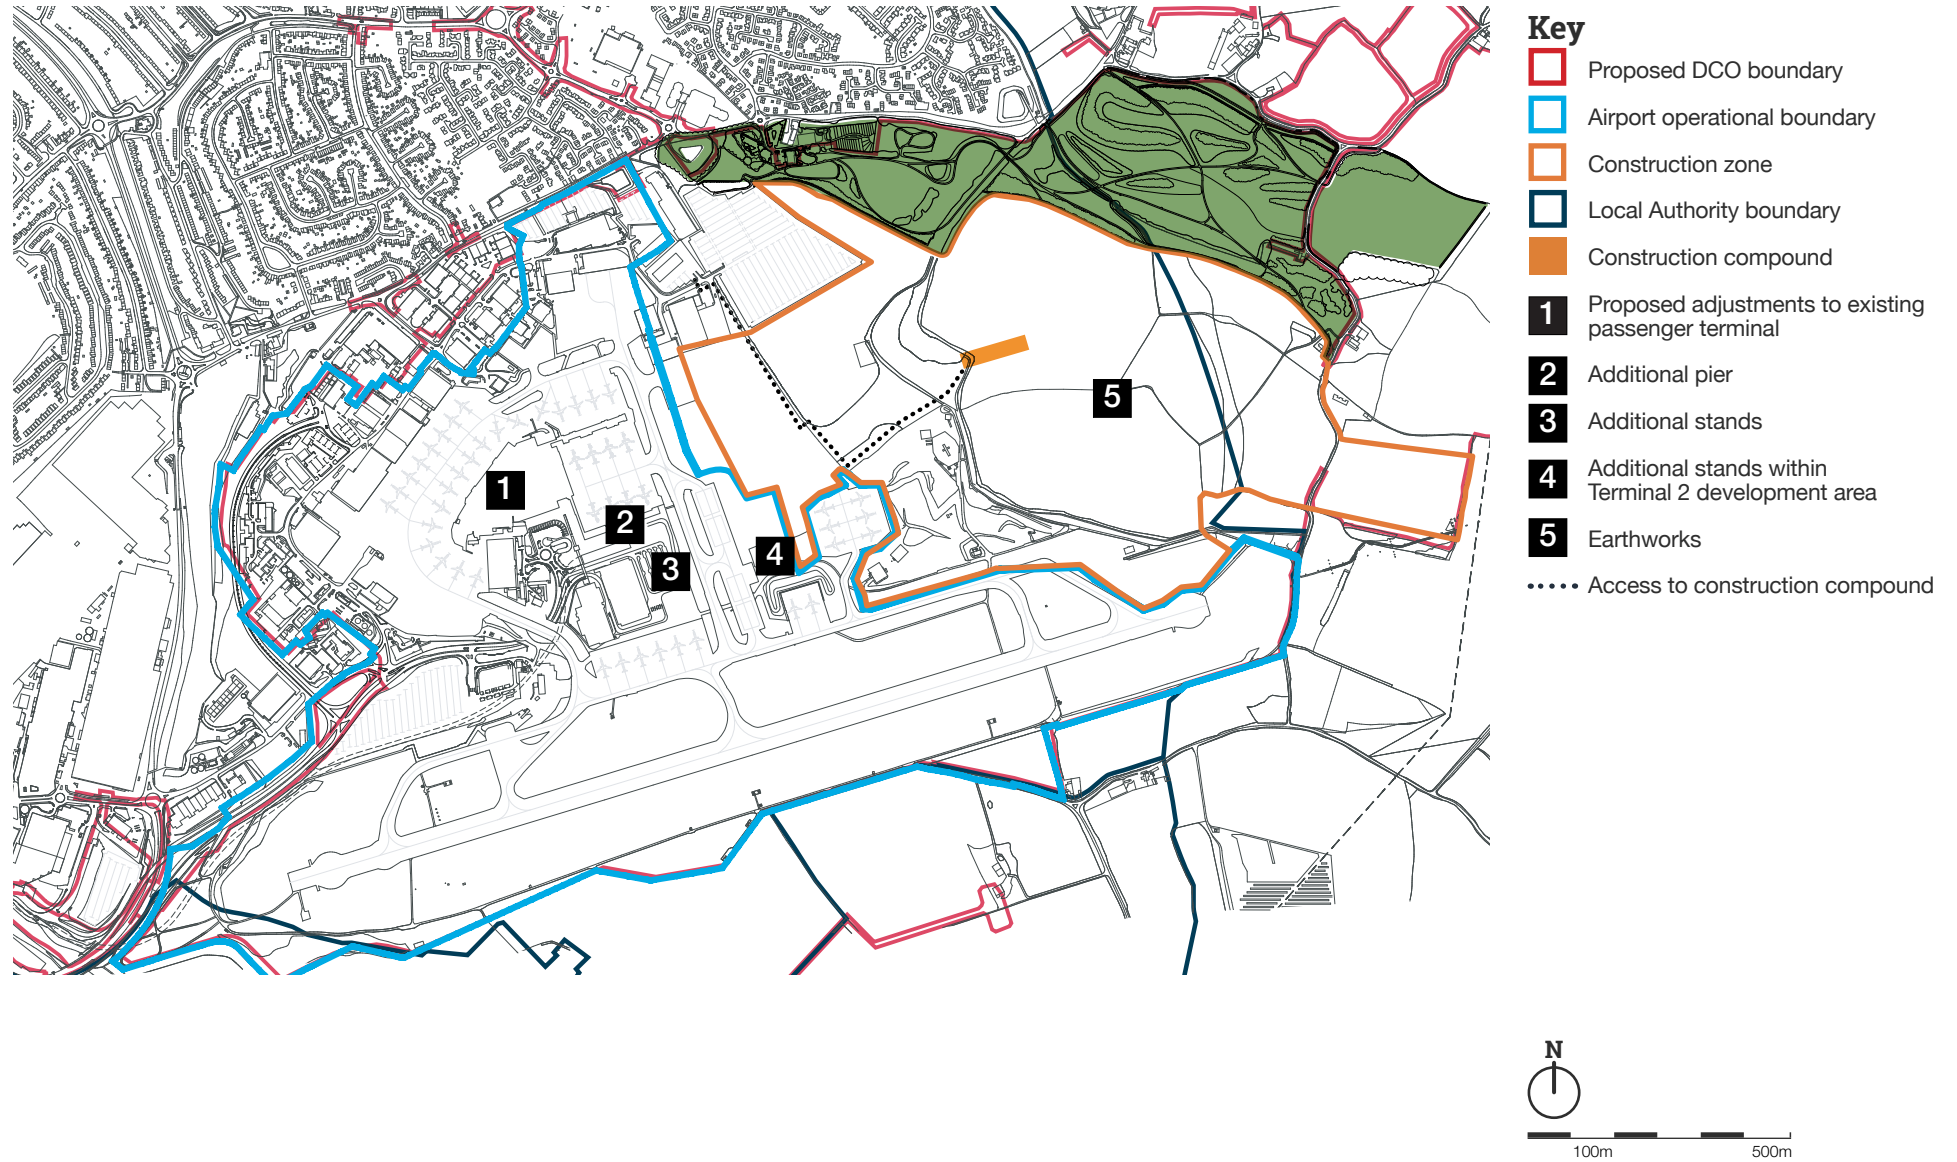 Key
Proposed DCO boundary
Airport operational boundary
Construction zone
Local Authority boundary
Construction compound
1 Proposed adjustments to existing
passenger terminal
2 Additional pier
3 Additional stands
4 Additional stands within
Terminal 2 development area
5 Earthworks
Access to construction compound
5
1
2
3
4
N
100m 500m